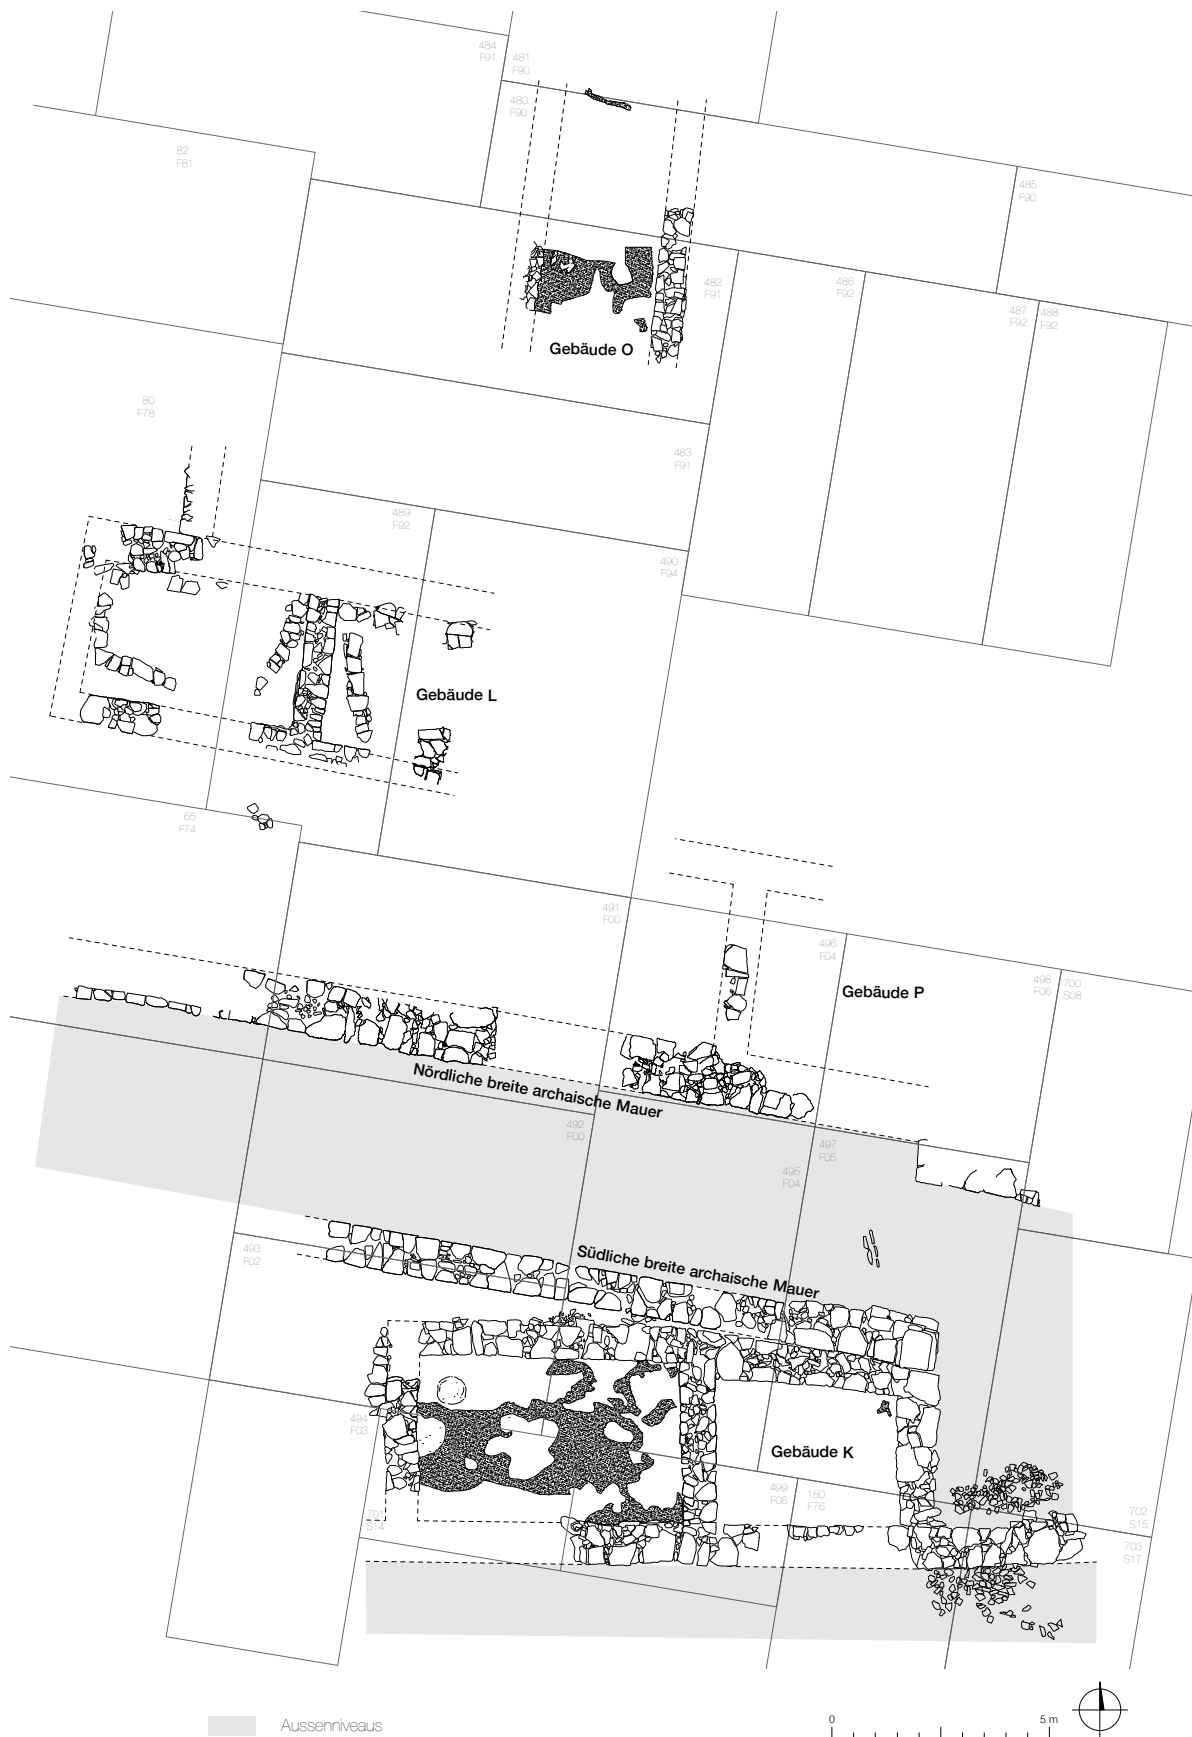 484
F91
481
F90
480
F90
82
F81
485
F90
482
F91
486
F92
487
F92
488
F92
Gebäude O
80
F78
483
F91
489
F92
490
F94
Gebäude L
65
F74
491
F00
496
F04
498
F06
700
S08
Gebäude P
Nördliche breite archaische Mauer
492
F00
497
F05
495
F04
493
F02
Südliche breite archaische Mauer
494
F03
Gebäude K
499
F06
150
F76
701
S14
702
S15
703
S17
Aussenniveaus
0
5 m